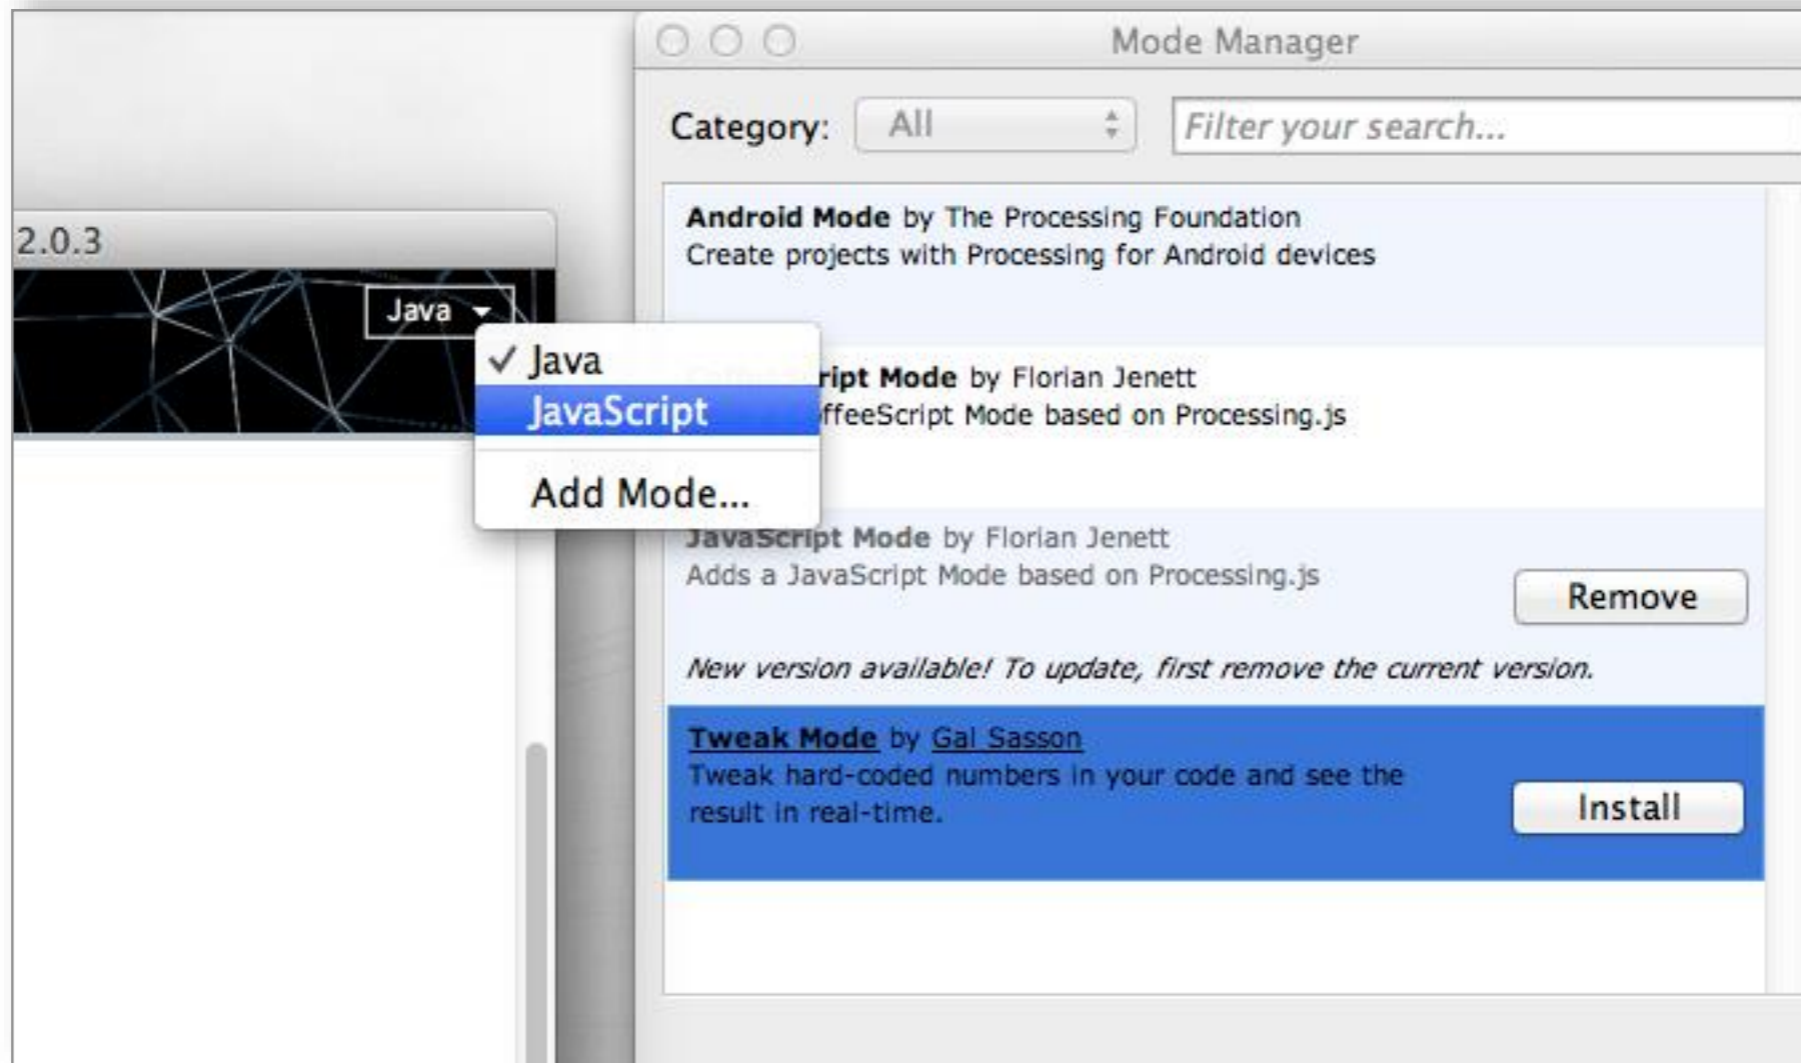 Mode Manager
Category: All Filter your search...
2.0.3
Java
Java
JavaScript
Add Mode...
Android Mode by The Processing Foundation
Create projects with Processing for Android devices
ript Mode by Florian Jenett
ffeeScript Mode based on Processing.js
JavaScript Mode by Florian Jenett
Adds a JavaScript Mode based on Processing.js
Remove
New version available! To update, first remove the current version.
Tweak Mode by Gal Sasson
Tweak hard-coded numbers in your code and see the
result in real-time.
Install